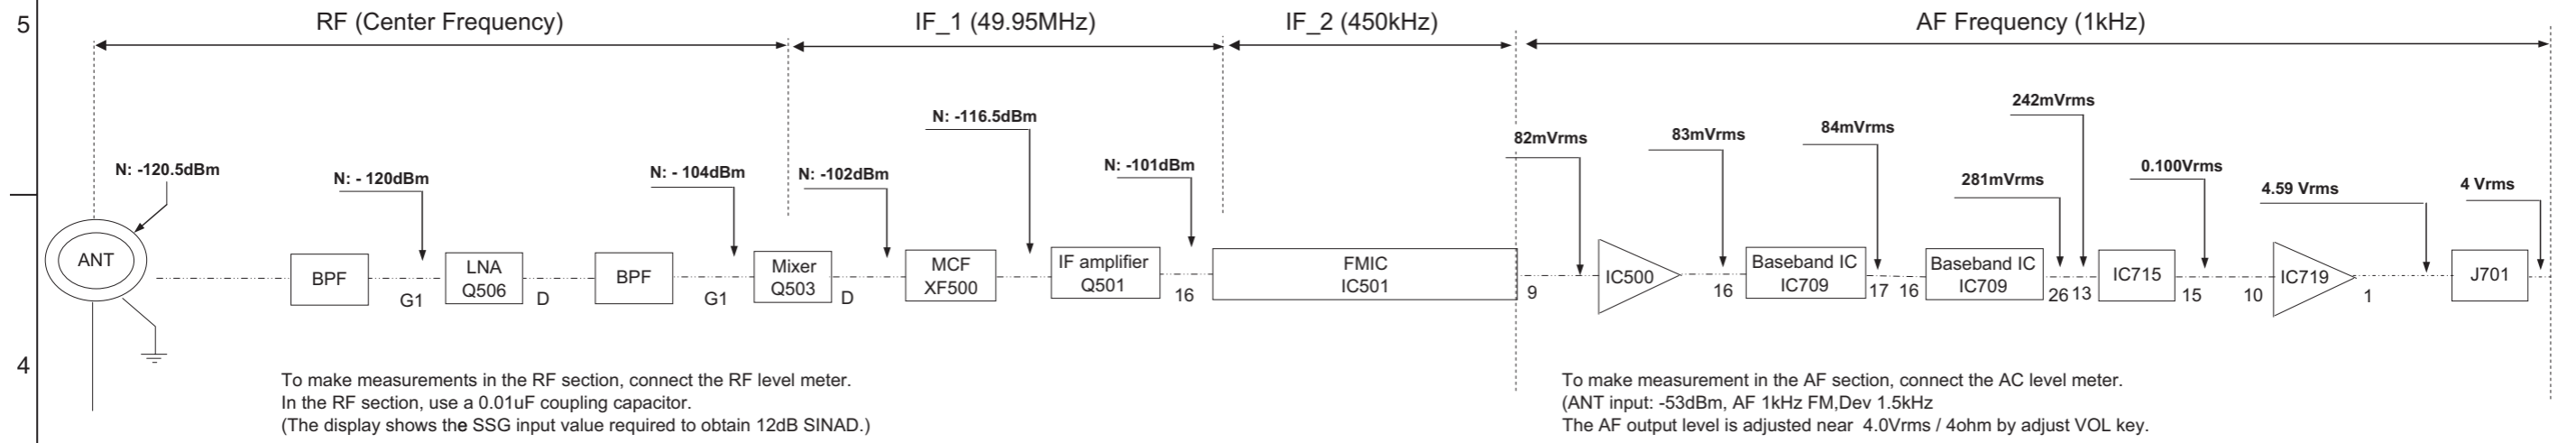 5
RF (Center Frequency)
IF_1 (49.95MHz)
IF_2 (450kHz)
AF Frequency (1kHz)
N: -120.5dBm
N: - 120dBm
N: - 104dBm
N: -102dBm
N: -116.5dBm
N: -101dBm
82mVrms
83mVrms
84mVrms
281mVrms
242mVrms
0.100Vrms
4.59 Vrms
4 Vrms
ANT
BPF
G1
LNA
Q506
D
BPF
G1
Mixer
Q503
D
MCF
XF500
IF amplifier
Q501
16
FMIC
IC501
9
IC500
16
Baseband IC
IC709
17
16
Baseband IC
IC709
26
13
IC715
15
10
IC719
1
J701
4
To make measurements in the RF section, connect the RF level meter.
In the RF section, use a 0.01uF coupling capacitor.
(The display shows the SSG input value required to obtain 12dB SINAD.)
To make measurement in the AF section, connect the AC level meter.
(ANT input: -53dBm, AF 1kHz FM,Dev 1.5kHz
The AF output level is adjusted near 4.0Vrms / 4ohm by adjust VOL key.